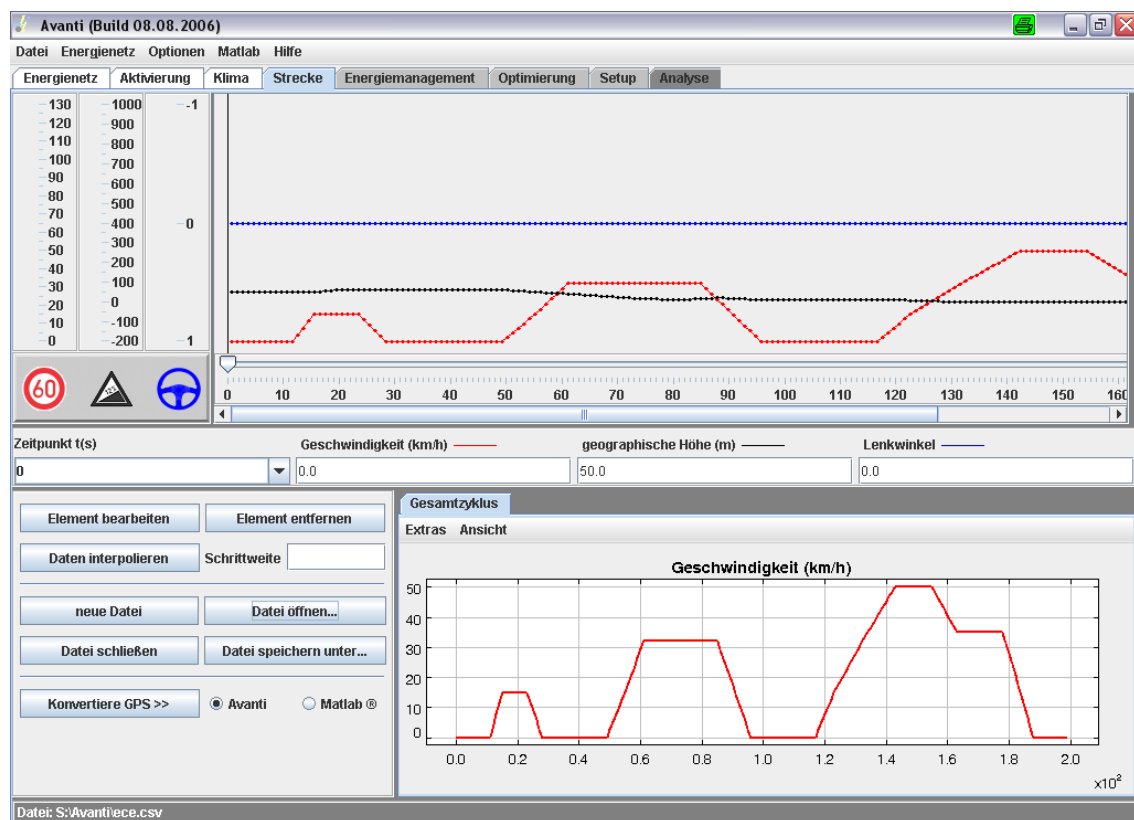 Avanti (Build 08.08.2006)
Datei Energienetz Optionen Matlab Hilfe
Energienetz Aktivierung Klima Strecke Energiemanagement Optimierung Setup Analyse
130 1000 -1
120 900
110 800
100 700
90 600
80 500
70 400 0
60 300
50 200
40 100
30 0
20 -100
10 -200 1
0
60
123
0 10 20 30 40 50 60 70 80 90 100 110 120 130 140 150 160
Zeitpunkt t(s) Geschwindigkeit (km/h) geographische Höhe (m) Lenkwinkel
0 0.0 50.0 0.0
Element bearbeiten Element entfernen
Daten interpolieren Schrittweite
neue Datei Datei öffnen...
Datei schließen Datei speichern unter...
Konvertiere GPS >> Avanti Matlab ®
Gesamtzyklus
Extras Ansicht
Geschwindigkeit (km/h)
50
40
30
20
10
0
0.0 0.2 0.4 0.6 0.8 1.0 1.2 1.4 1.6 1.8 2.0
x10²
Datei: S:\Avanti\ece.csv